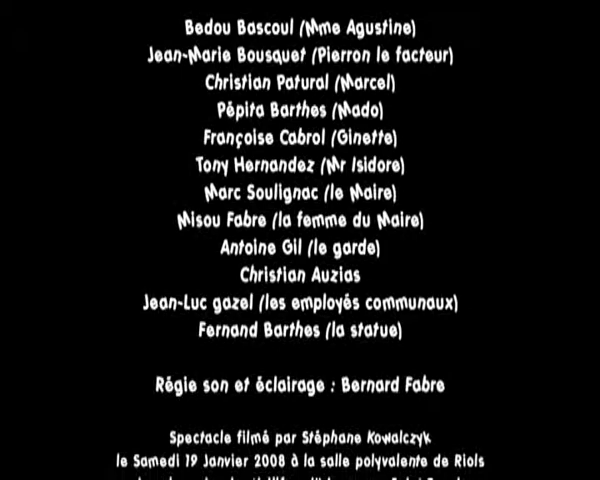 Bedou Bascoul (Mme Agustine)
Jean-Marie Bousquet (Pierron le facteur)
Christian Patural (Marcel)
Pépita Barthes (Mado)
Françoise Cabrol (Ginette)
Tony Hernandez (Mr Isidore)
Marc Soulignac (le Maire)
Misou Fabre (la femme du Maire)
Antoine Gil (le garde)
Christian Auzias
Jean-Luc gazel (les employés communaux)
Fernand Barthes (la statue)
Régie son et éclairage : Bernard Fabre
Spectacle filmé par Stéphane Kowalczyk
le Samedi 19 Janvier 2008 à la salle polyvalente de Riols